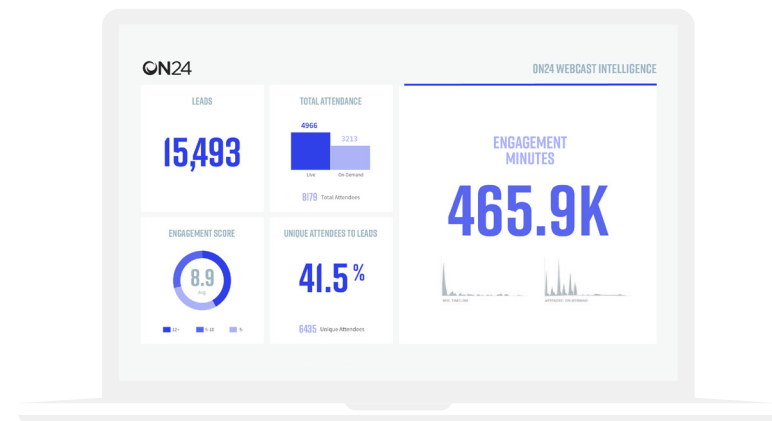 ON24
ON24 WEBCAST INTELLIGENCE
LEADS
15,493
TOTAL ATTENDANCE
4966
3213
Live
On Demand
8179 Total Attendees
ENGAGEMENT
MINUTES
465.9K
ENGAGEMENT SCORE
8.9
Avg
UNIQUE ATTENDEES TO LEADS
41.5%
6435 Unique Attendees